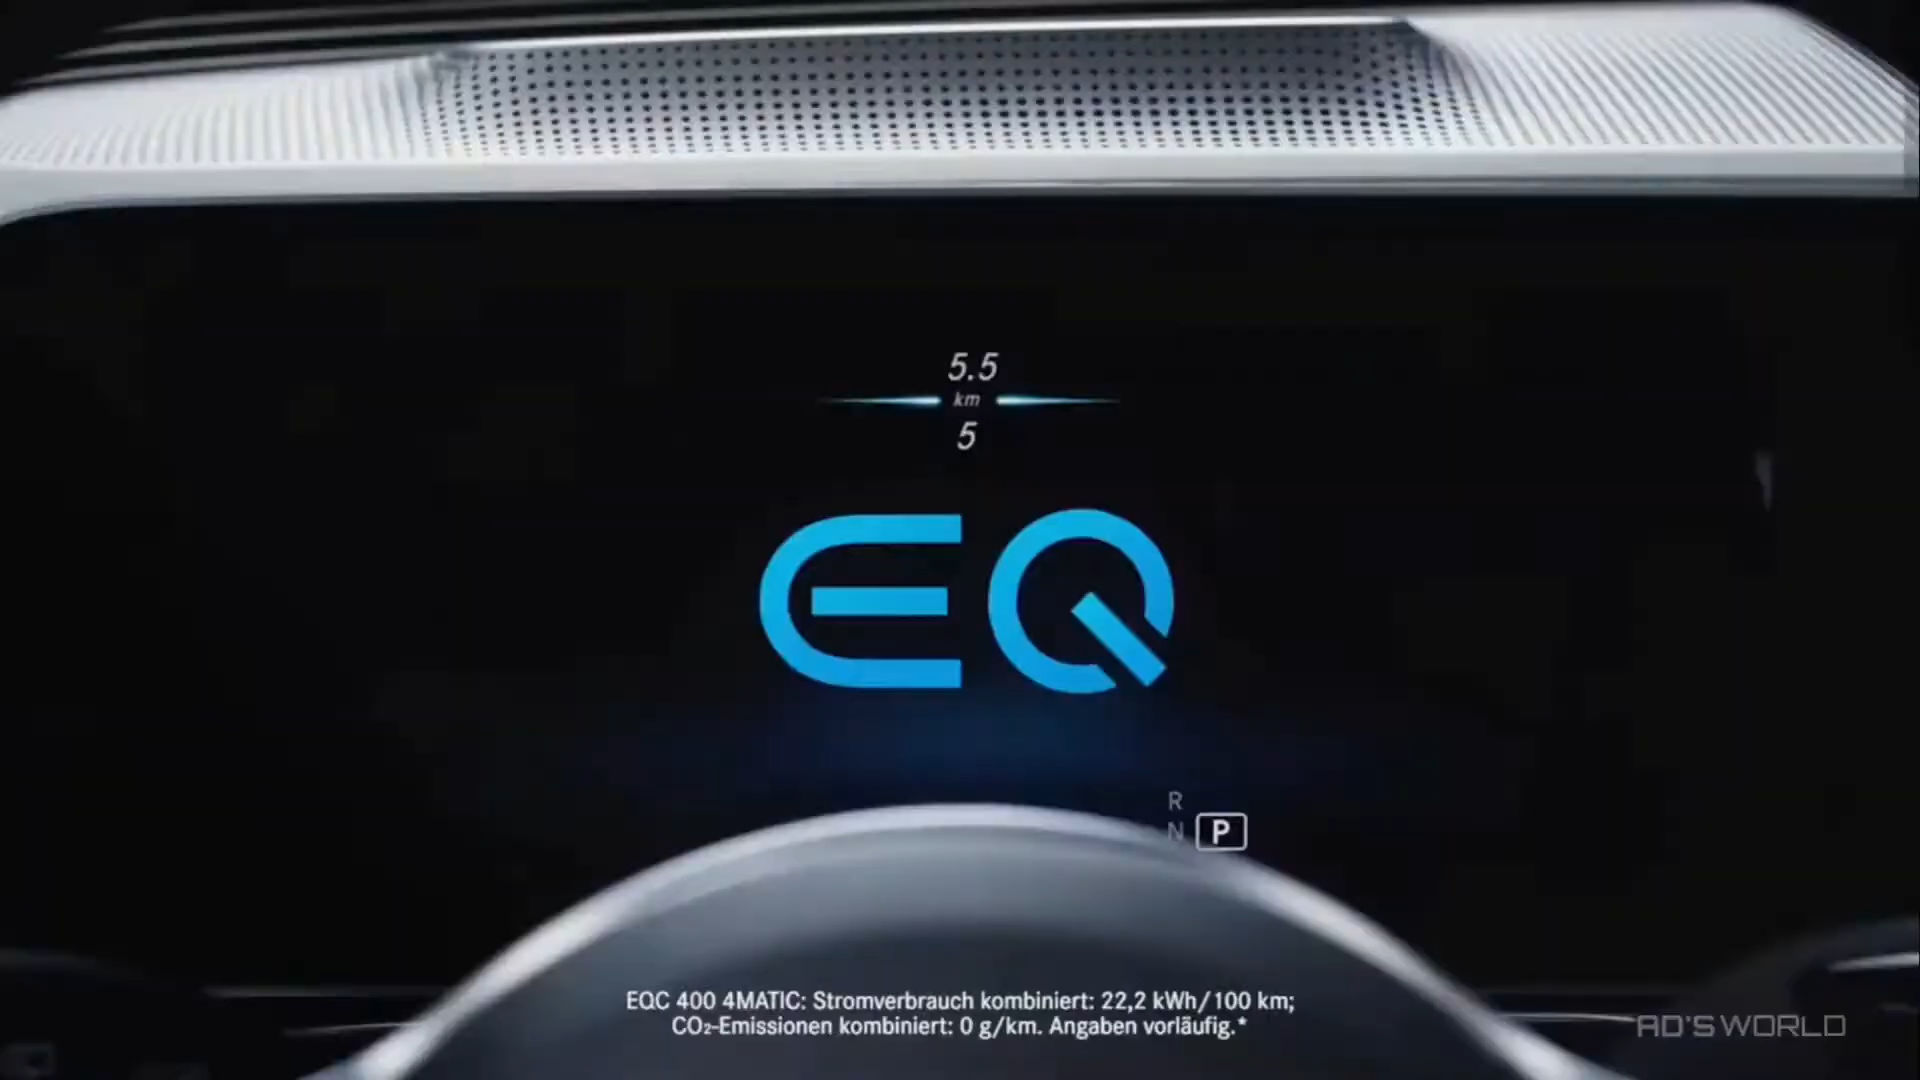 5.5
km
5
EQ
R
N P
EQC 400 4MATIC: Stromverbrauch kombiniert: 22,2 kWh/100 km;
CO₂-Emissionen kombiniert: 0 g/km. Angaben vorläufig.*
AD'S WORLD